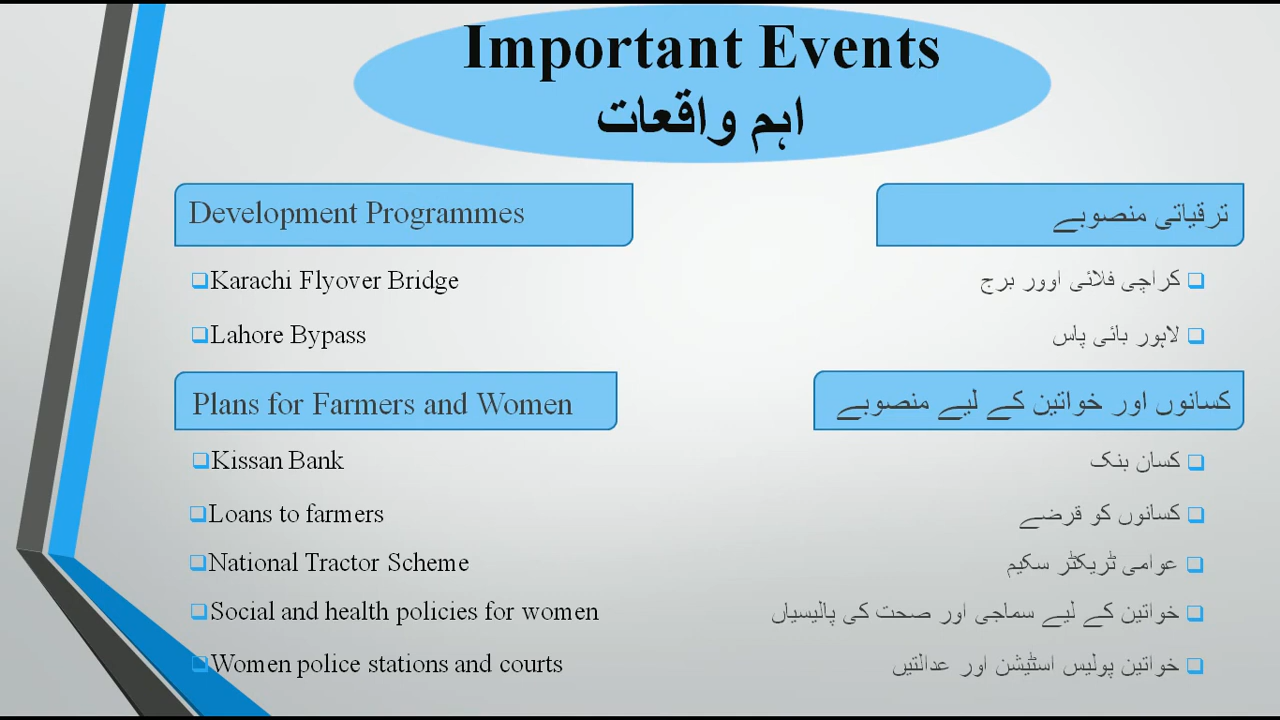 Important Events
اہم واقعات
Development Programmes
ترقیاتی منصوبے
Karachi Flyover Bridge
کراچی فلائی اوور برج
Lahore Bypass
لاہور بائی پاس
Plans for Farmers and Women
کسانوں اور خواتین کے لیے منصوبے
Kissan Bank
کسان بنک
Loans to farmers
کسانوں کو قرضے
National Tractor Scheme
عوامی ٹریکٹر سکیم
Social and health policies for women
خواتین کے لیے سماجی اور صحت کی پالیسیاں
Women police stations and courts
خواتین پولیس اسٹیشن اور عدالتیں